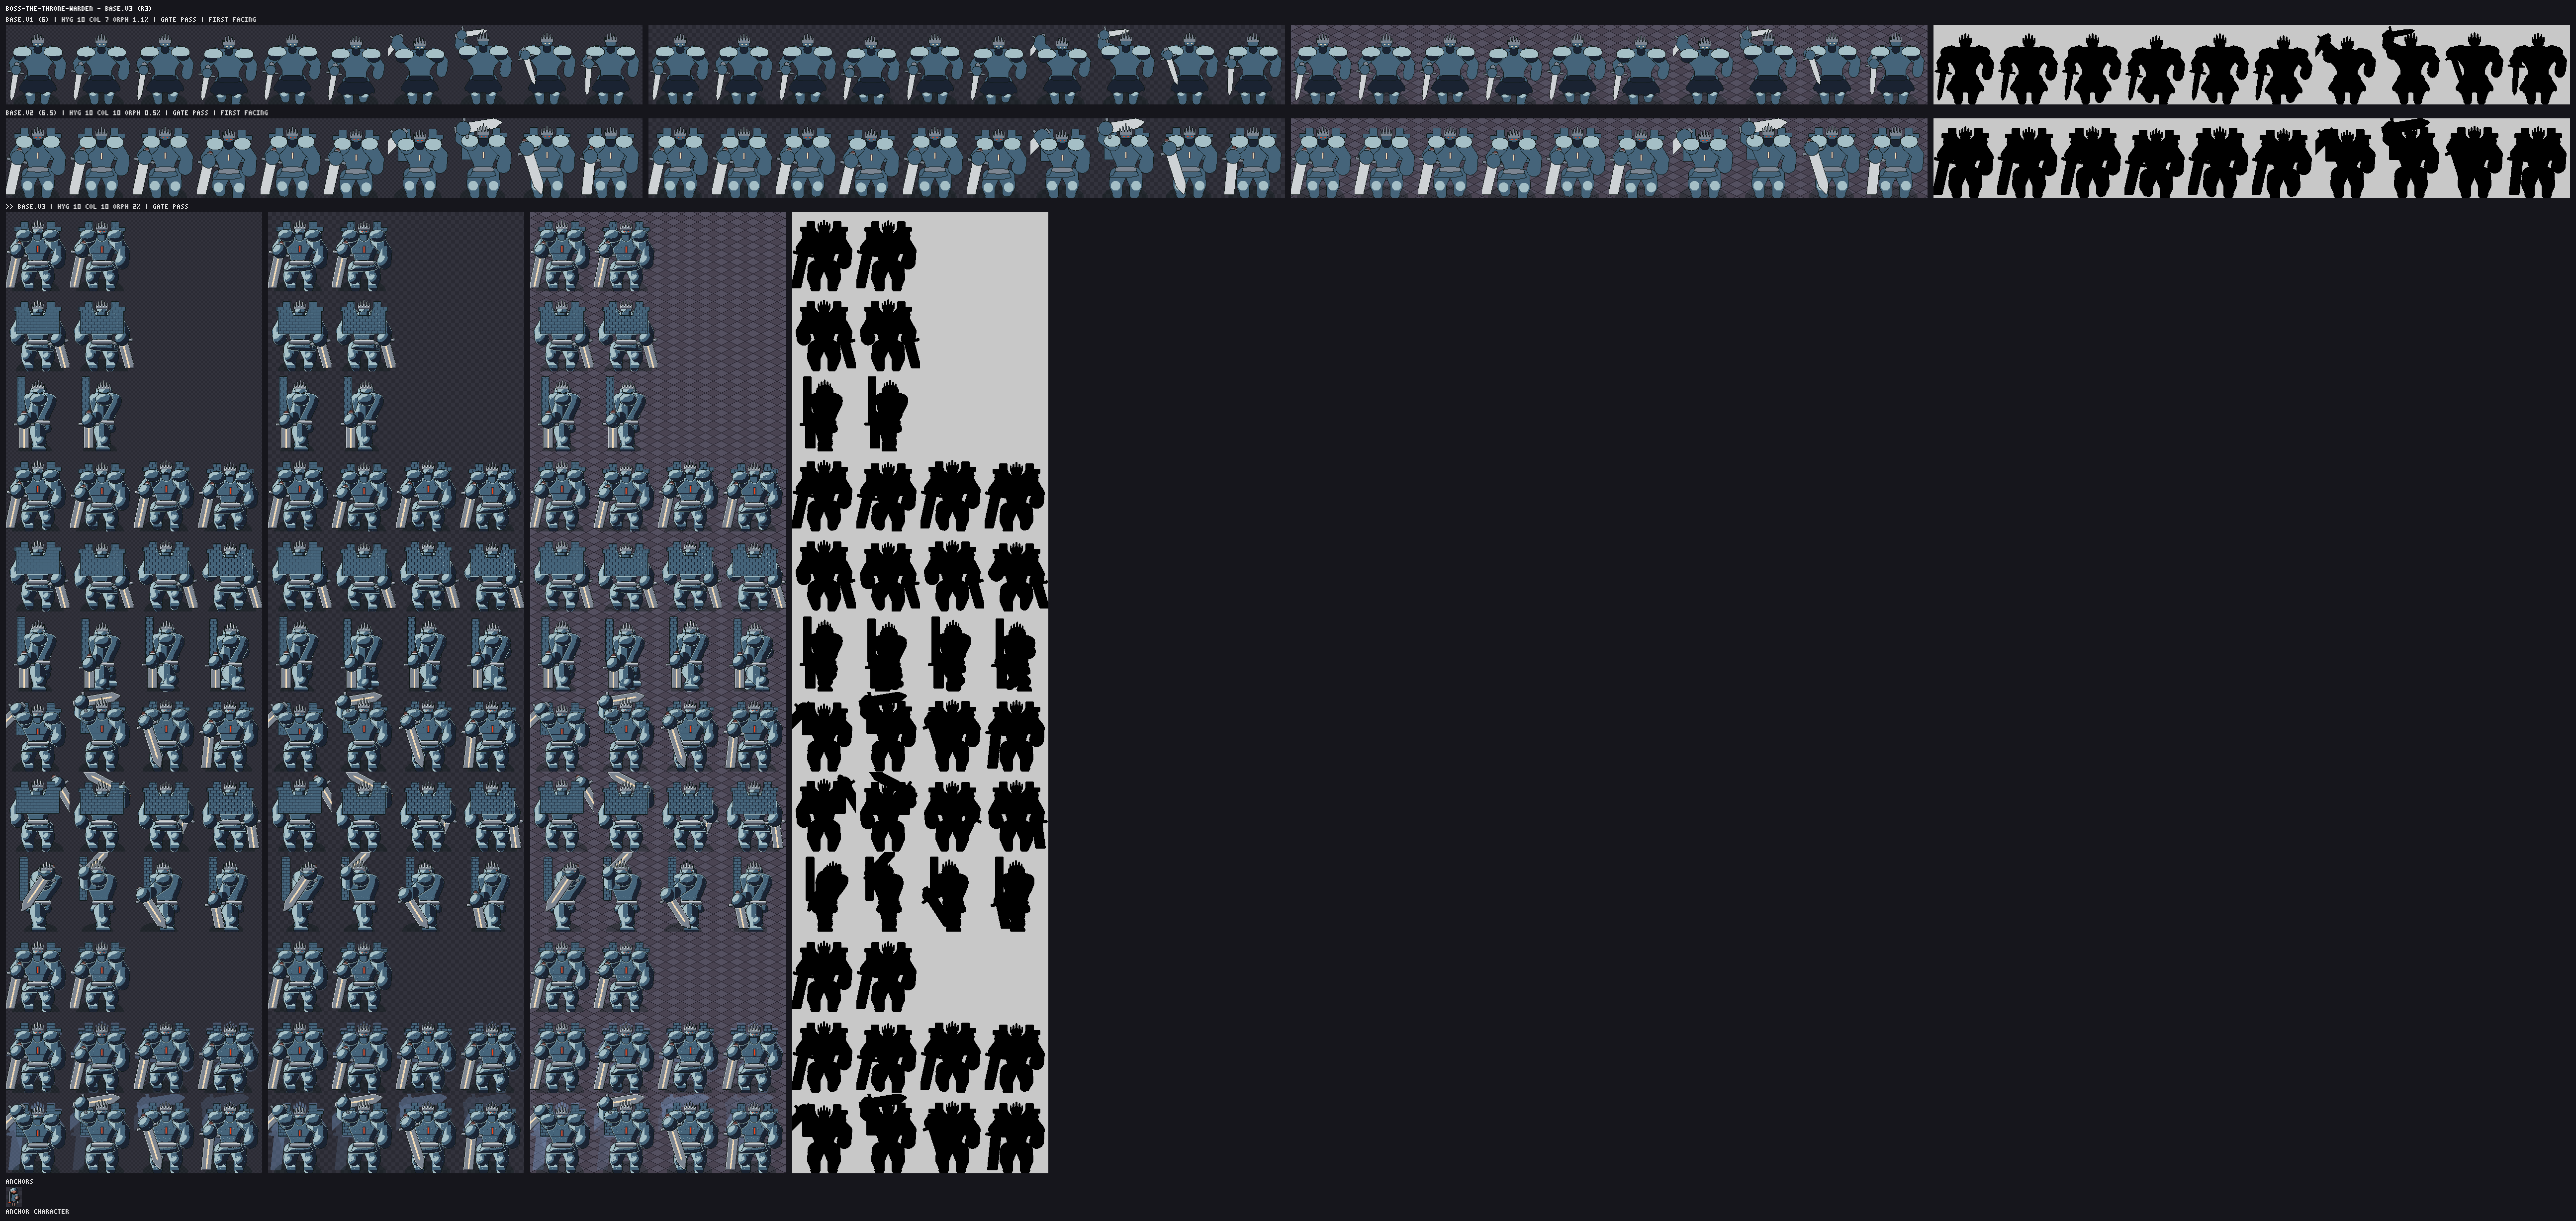 BOSS-THE-THRONE-WARDEN - BASE.V3 (R3)
BASE.V1 (6) | HYG 10 COL 7 ORPH 1.1% | GATE PASS | FIRST FACING
BASE.V2 (6.5) | HYG 10 COL 10 ORPH 0.5% | GATE PASS | FIRST FACING
>> BASE.V3 | HYG 10 COL 10 ORPH 2% | GATE PASS
ANCHORS
ANCHOR CHARACTER